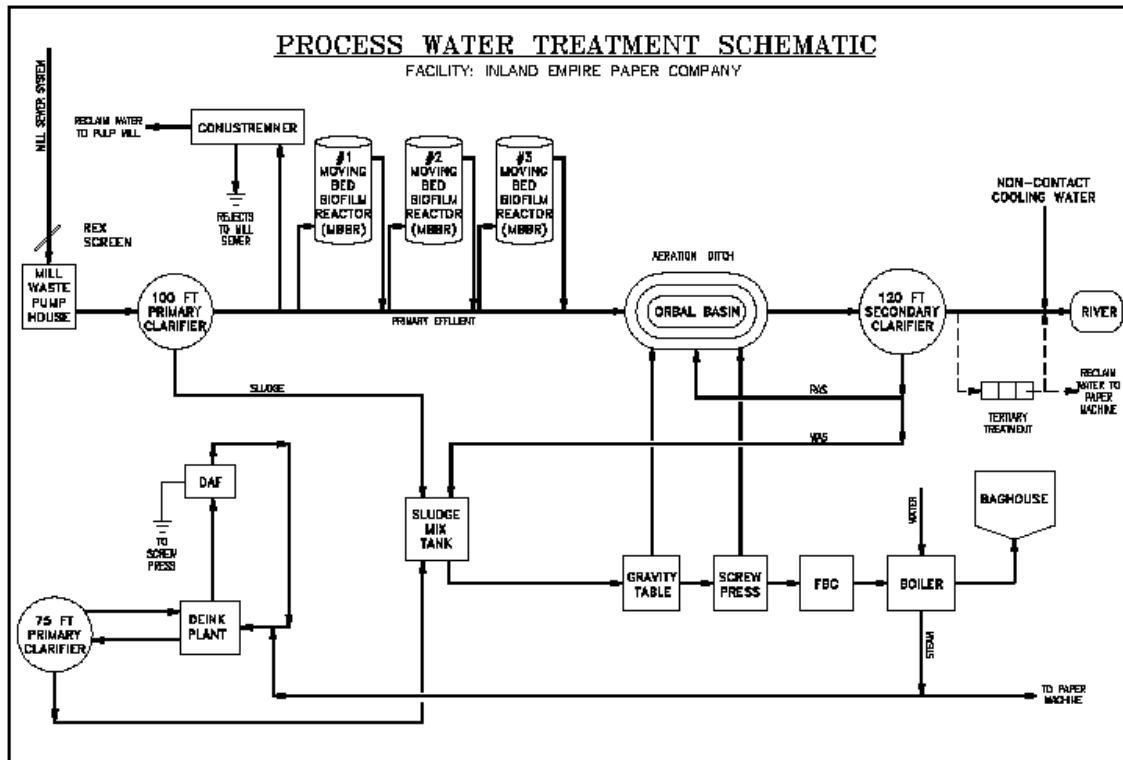 PROCESS WATER TREATMENT SCHEMATIC
FACILITY: INLAND EMPIRE PAPER COMPANY
MILL SEWER SYSTEM
RECLAIM WATER
TO PULP MILL
CONUSTRENNER
REJECTS
TO MILL
SEWER
#1
MOVING
BED
BIOFILM
REACTOR
(MBBR)
#2
MOVING
BED
BIOFILM
REACTOR
(MBBR)
#3
MOVING
BED
BIOFILM
REACTOR
(MBBR)
NON-CONTACT
COOLING WATER
REX
SCREEN
MILL
WASTE
PUMP
HOUSE
100 FT
PRIMARY
CLARIFIER
PRIMARY EFFLUENT
AERATION DITCH
ORBAL BASIN
120 FT
SECONDARY
CLARIFIER
RIVER
RECLAIM
WATER TO
PAPER
MACHINE
TERTIARY
TREATMENT
SLUDGE
RAS
WAS
DAF
TO
SCREW
PRESS
SLUDGE
MIX
TANK
WATER
BAGHOUSE
GRAVITY
TABLE
SCREW
PRESS
FBC
BOILER
75 FT
PRIMARY
CLARIFIER
DEINK
PLANT
STEAM
TO PAPER
MACHINE